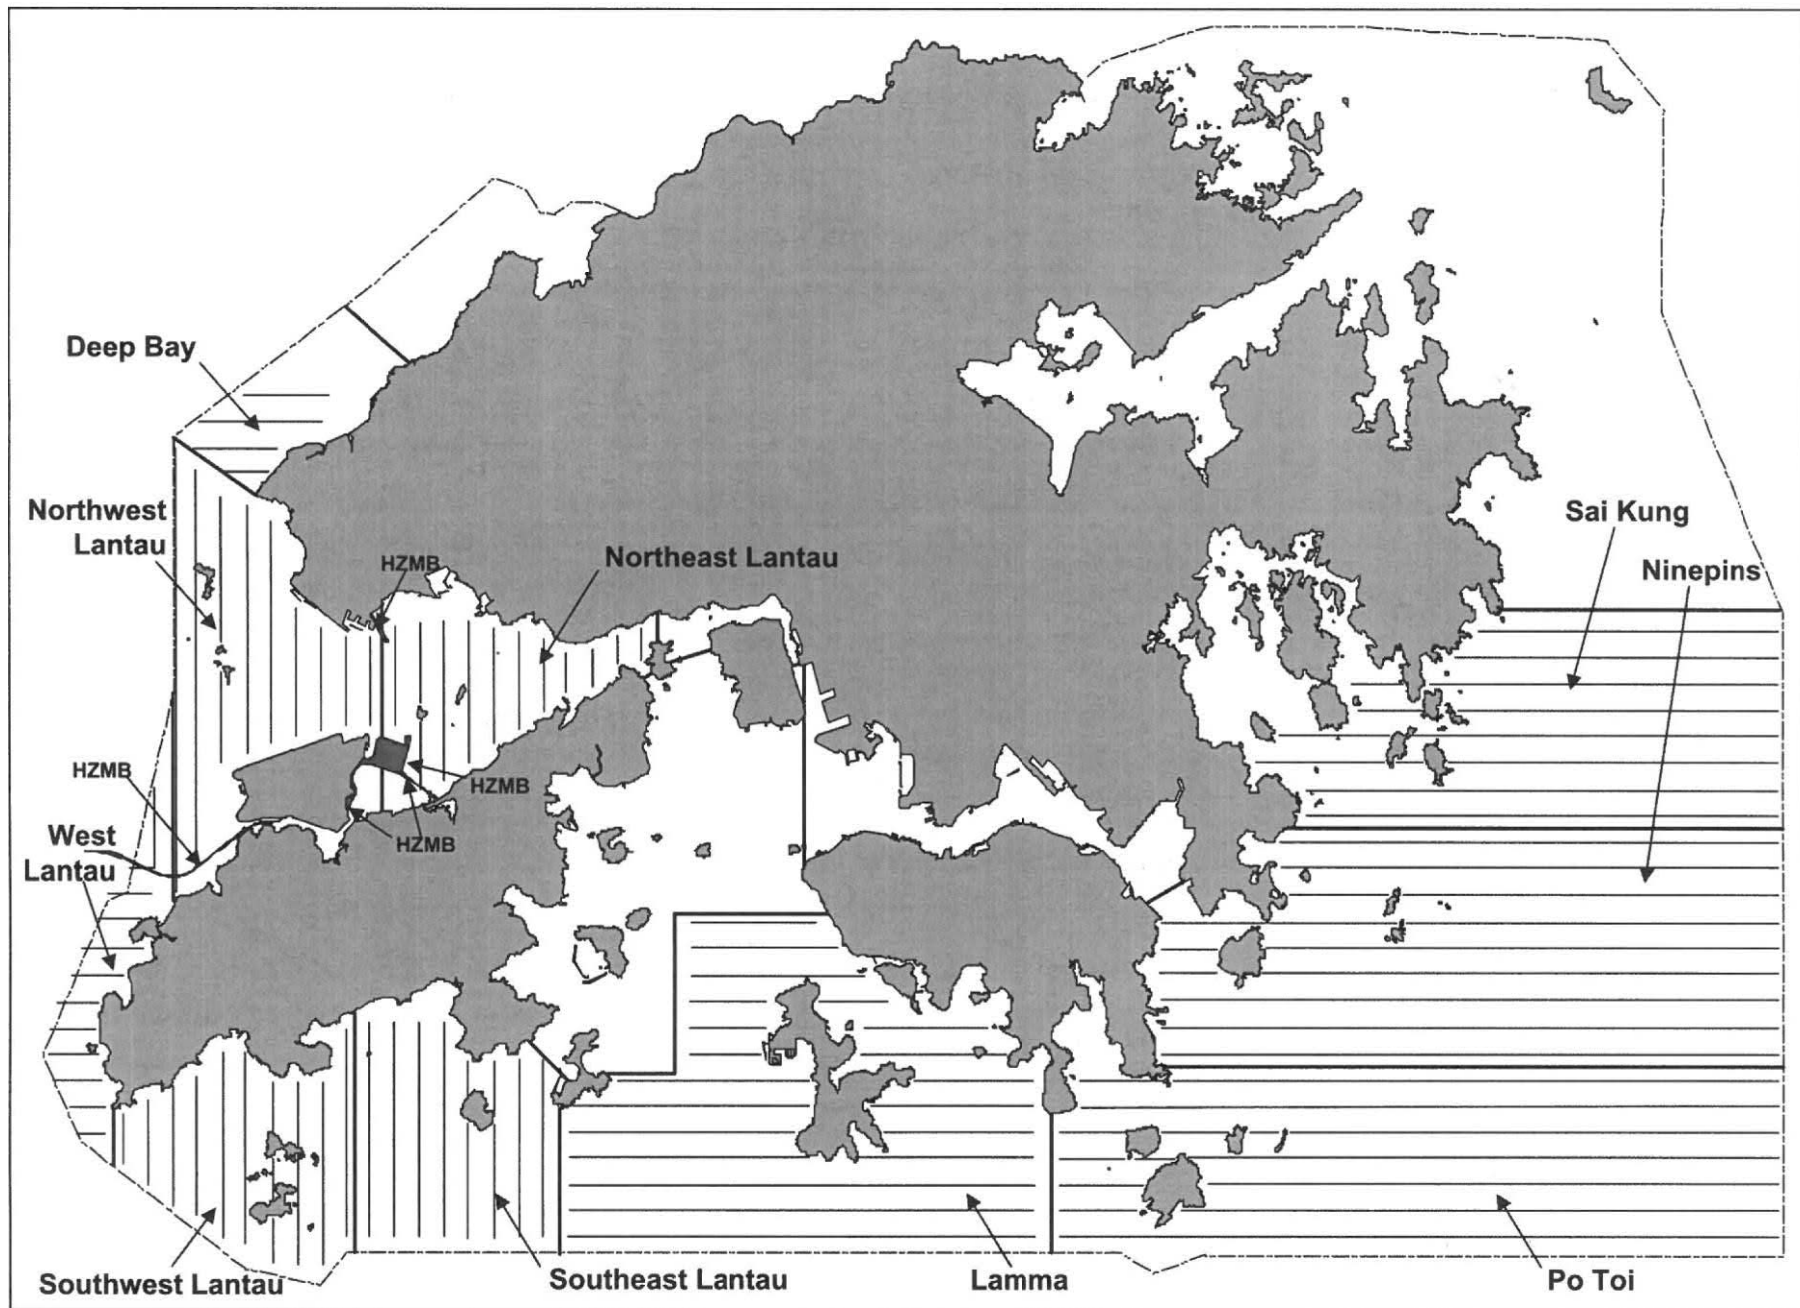 Deep Bay
Northwest
Lantau
HZMB
Northeast Lantau
Sai Kung
Ninepins
HZMB
HZMB
West
Lantau
HZMB
Southwest Lantau
Southeast Lantau
Lamma
Po Toi